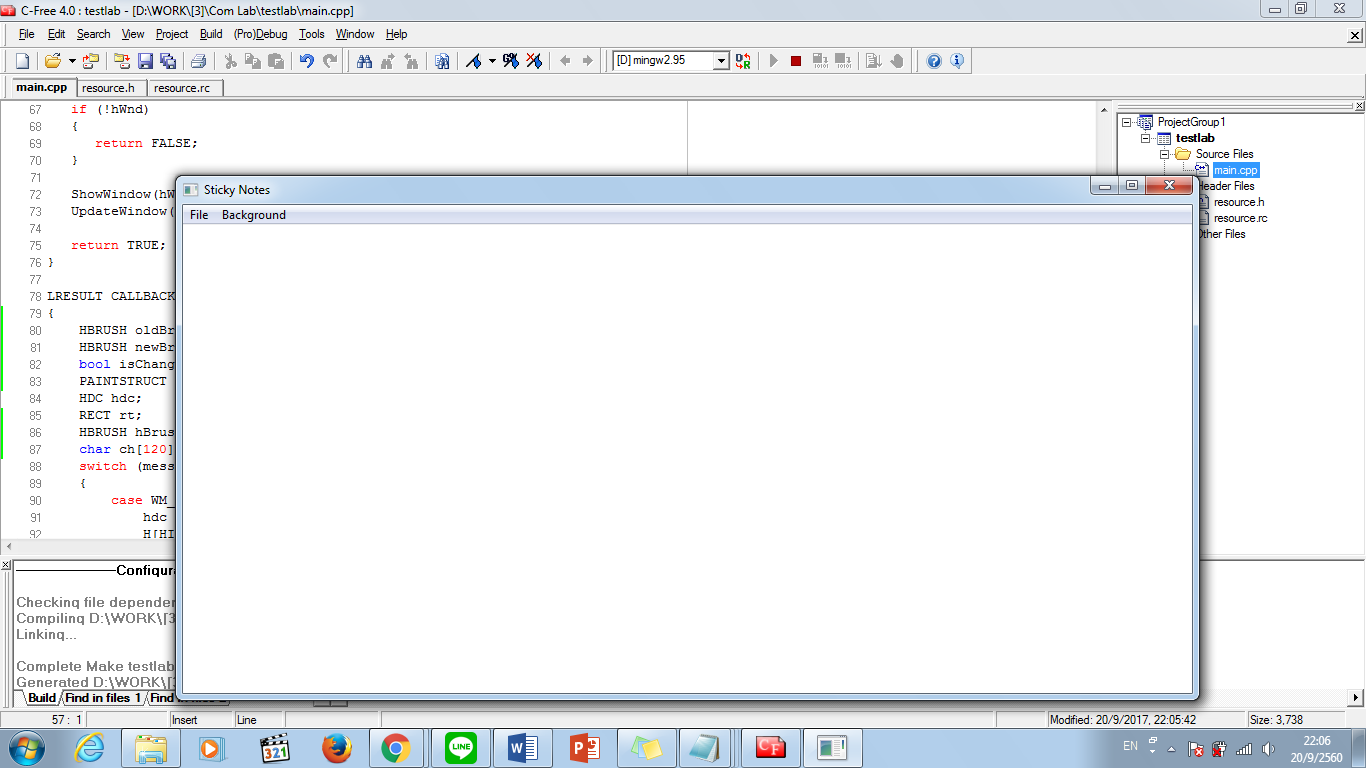 C-Free 4.0 : testlab - [D:\WORK\[3]\Com Lab\testlab\main.cpp]
File Edit Search View Project Build (Pro)Debug Tools Window Help
[D] mingw2.95
main.cpp resource.h resource.rc
67 if (!hWnd)
68 {
69 return FALSE;
70 }
71
72 ShowWindow(hW
73 UpdateWindow(
74
75 return TRUE;
76 }
77
78 LRESULT CALLBACK
79 {
80 HBRUSH oldBr
81 HBRUSH newBr
82 bool isChang
83 PAINTSTRUCT
84 HDC hdc;
85 RECT rt;
86 HBRUSH hBrus
87 char ch[120]
88 switch (mess
89 {
90 case WM_
91 hdc
92
ProjectGroup1
testlab
Source Files
main.cpp
Header Files
resource.h
resource.rc
Other Files
Sticky Notes
File Background
Configura
Checking file depender
Compiling D:\WORK\[3
Linking...
Complete Make testlab
Generated D:\WORK\[3
Build Find in files 1
57 : 1 Insert Line Modified: 20/9/2017, 22:05:42 Size: 3,738
321
LINE
CF
EN
22:06
20/9/2560